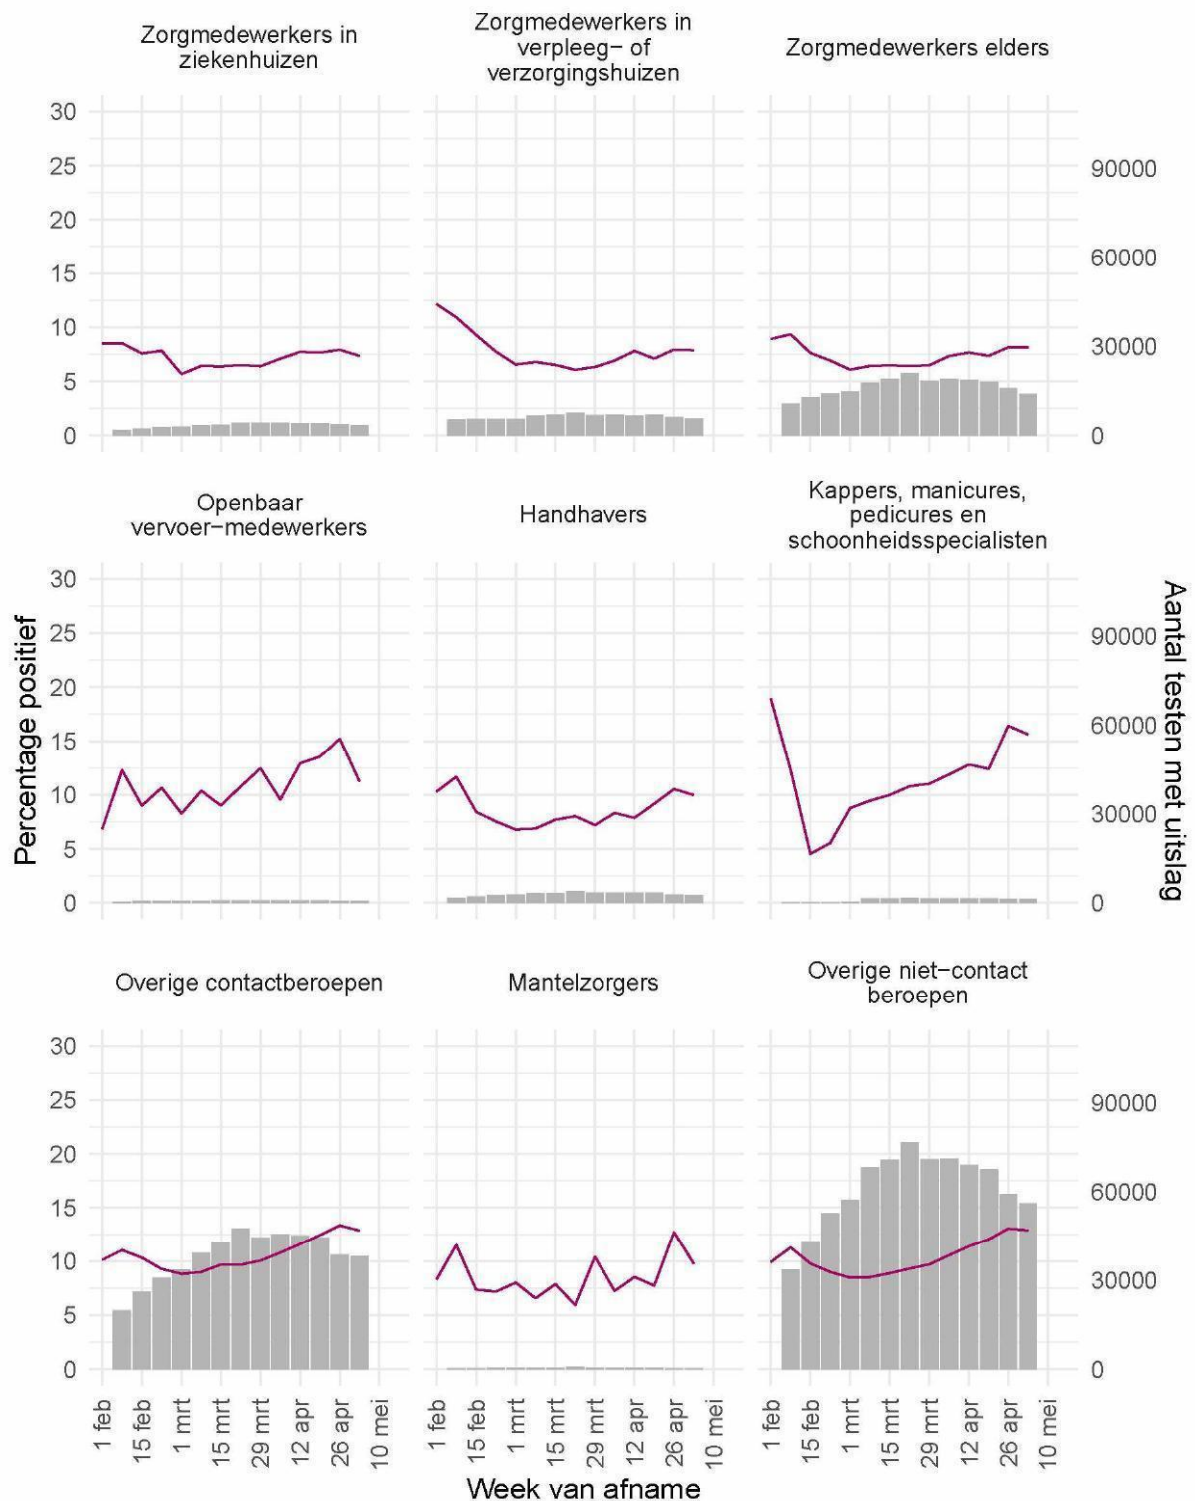 Zorgmedewerkers in
ziekenhuizen
Zorgmedewerkers in
verpleeg- of
verzorgingshuizen
Zorgmedewerkers elders
30
25
20
15
10
5
0
90000
60000
30000
0
Openbaar
vervoer-medewerkers
Handhavers
Kappers, manicures,
pedicures en
schoonheidsspecialisten
30
25
20
15
10
5
0
90000
60000
30000
0
Percentage positief
Aantal testen met uitslag
Overige contactberoepen
Mantelzorgers
Overige niet-contact
beroepen
30
25
20
15
10
5
0
90000
60000
30000
0
1 feb
15 feb
1 mrt
15 mrt
29 mrt
12 apr
26 apr
10 mei
1 feb
15 feb
1 mrt
15 mrt
29 mrt
12 apr
26 apr
10 mei
1 feb
15 feb
1 mrt
15 mrt
29 mrt
12 apr
26 apr
10 mei
Week van afname